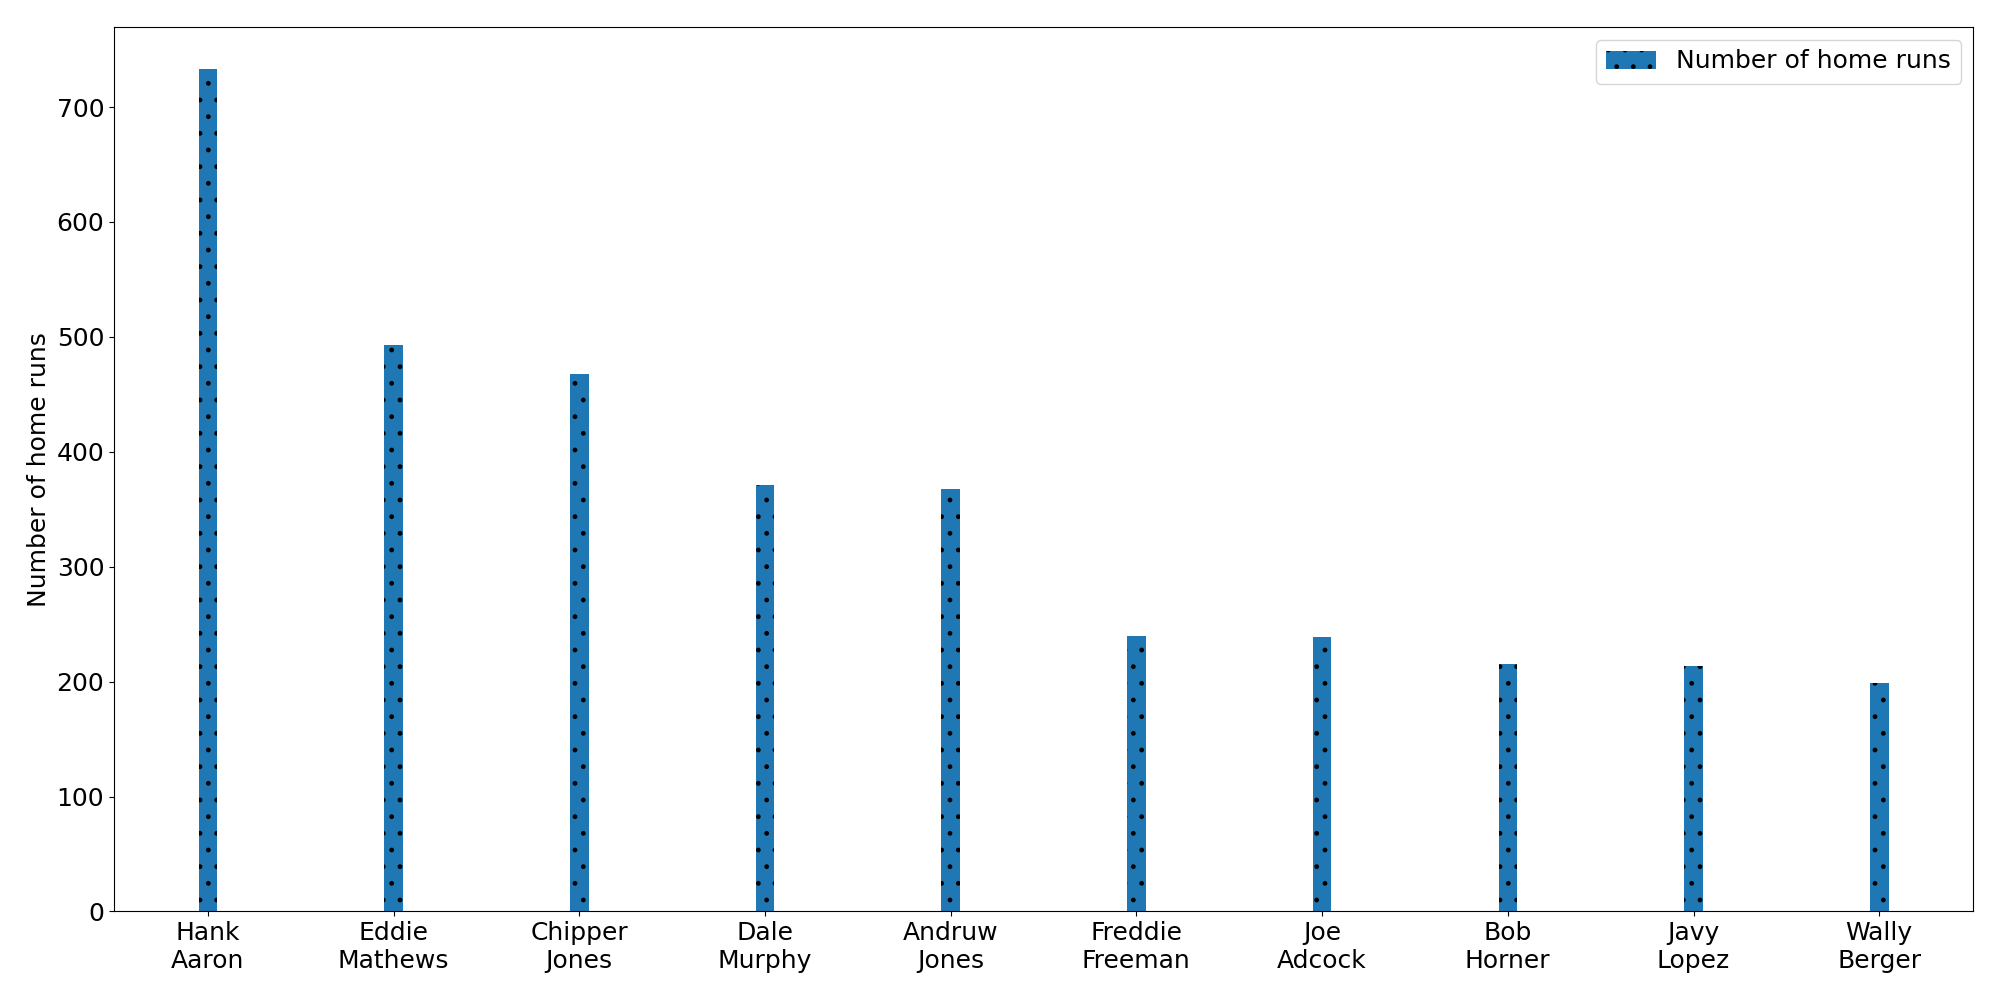 Number of home runs
700
600
500
400
300
200
100
0
Number of home runs
Hank
Aaron
Eddie
Mathews
Chipper
Jones
Dale
Murphy
Andruw
Jones
Freddie
Freeman
Joe
Adcock
Bob
Horner
Javy
Lopez
Wally
Berger